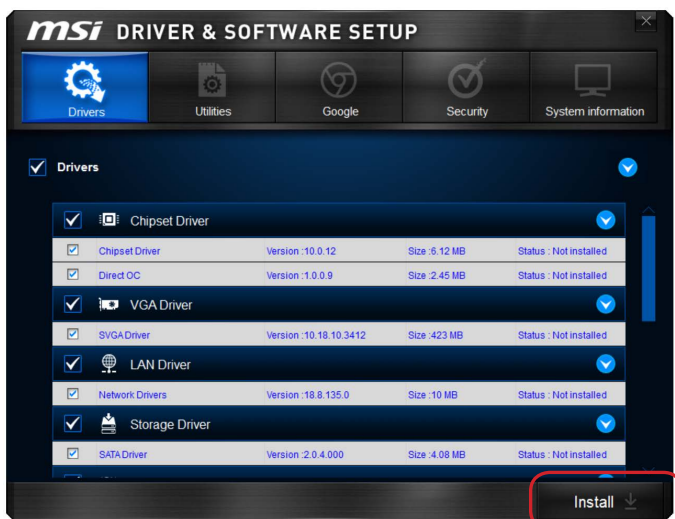 msi DRIVER & SOFTWARE SETUP
Drivers Utilities Google Security System information
Drivers
Chipset Driver
Chipset Driver Version :10.0.12 Size :6.12 MB Status : Not installed
Direct OC Version :1.0.0.9 Size :2.45 MB Status : Not installed
VGA Driver
SVGA Driver Version :10.18.10.3412 Size :423 MB Status : Not installed
LAN Driver
Network Drivers Version :18.8.135.0 Size :10 MB Status : Not installed
Storage Driver
SATA Driver Version :2.0.4.000 Size :4.08 MB Status : Not installed
Install